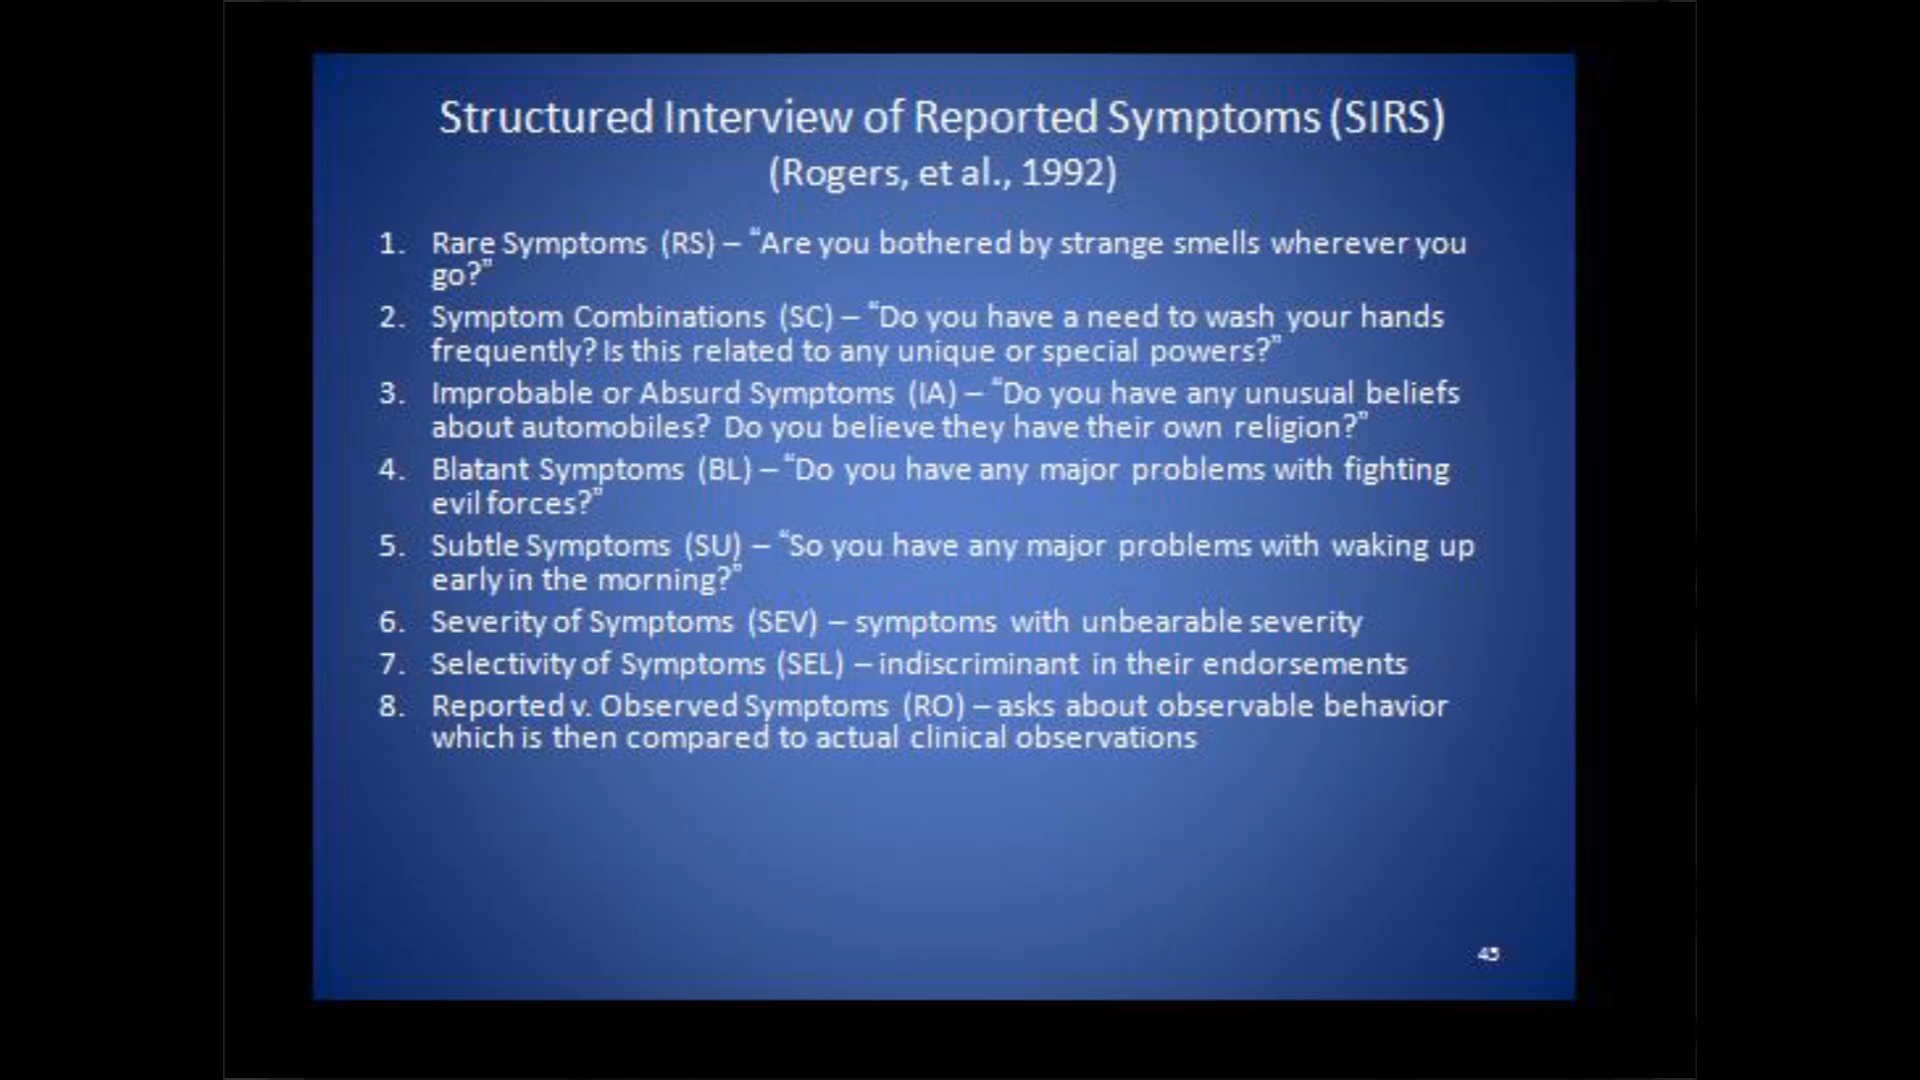 Structured Interview of Reported Symptoms (SIRS)
(Rogers, et al., 1992)
1. Rare Symptoms (RS) – "Are you bothered by strange smells wherever you
go?"
2. Symptom Combinations (SC) – "Do you have a need to wash your hands
frequently? Is this related to any unique or special powers?"
3. Improbable or Absurd Symptoms (IA) – "Do you have any unusual beliefs
about automobiles? Do you believe they have their own religion?"
4. Blatant Symptoms (BL) – "Do you have any major problems with fighting
evil forces?"
5. Subtle Symptoms (SU) – "So you have any major problems with waking up
early in the morning?"
6. Severity of Symptoms (SEV) – symptoms with unbearable severity
7. Selectivity of Symptoms (SEL) – indiscriminant in their endorsements
8. Reported v. Observed Symptoms (RO) – asks about observable behavior
which is then compared to actual clinical observations